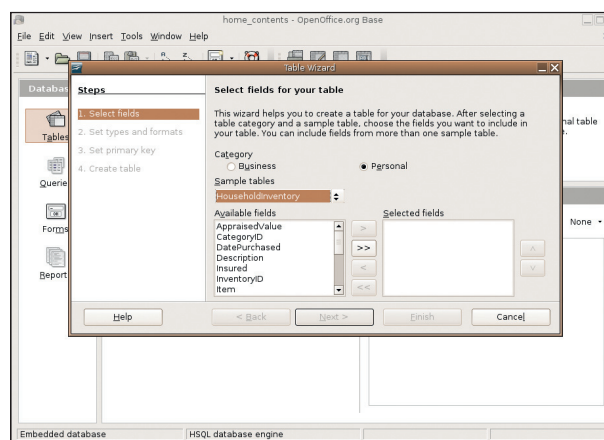 home_contents - OpenOffice.org Base
File Edit View Insert Tools Window Help
Table Wizard
Database
Tables
Queries
Forms
Reports
Steps
1. Select fields
2. Set types and formats
3. Set primary key
4. Create table
Select fields for your table
This wizard helps you to create a table for your database. After selecting a
table category and a sample table, choose the fields you want to include in
your table. You can include fields from more than one sample table.
Category
Business
Personal
Sample tables
HouseholdInventory
Available fields
Selected fields
AppraisedValue
CategoryID
DatePurchased
Description
Insured
InventoryID
Item
>
>>
<
<<
Help
< Back
Next >
Finish
Cancel
nal table
None
Embedded database
HSQL database engine